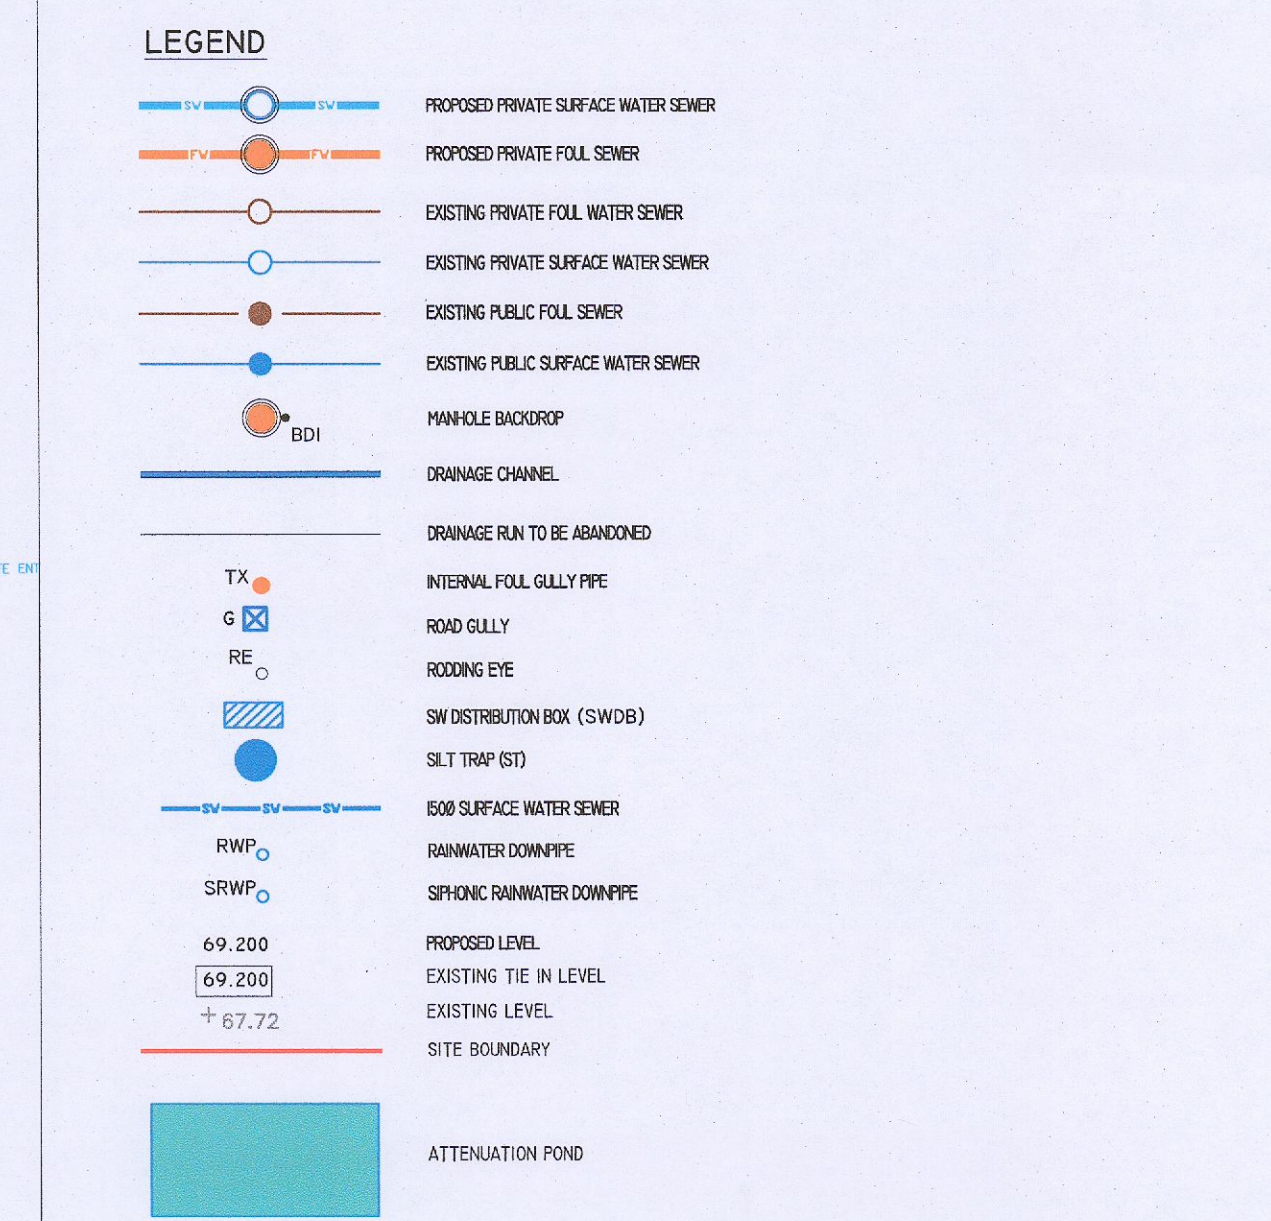 LEGEND
SW SW PROPOSED PRIVATE SURFACE WATER SEWER
FW FW PROPOSED PRIVATE FOUL SEWER
EXISTING PRIVATE FOUL WATER SEWER
EXISTING PRIVATE SURFACE WATER SEWER
EXISTING PUBLIC FOUL SEWER
EXISTING PUBLIC SURFACE WATER SEWER
BD1 MANHOLE BACKDROP
DRAINAGE CHANNEL
DRAINAGE RUN TO BE ABANDONED
TE ENT
TX INTERNAL FOUL GULLY PIPE
G ROAD GULLY
RE RODDING EYE
SW DISTRIBUTION BOX (SWDB)
SILT TRAP (ST)
SW SW SW 150Ø SURFACE WATER SEWER
RWP RAINWATER DOWNPIPE
SRWP SIPHONIC RAINWATER DOWNPIPE
69.200 PROPOSED LEVEL
69.200 EXISTING TIE IN LEVEL
+67.72 EXISTING LEVEL
SITE BOUNDARY
ATTENUATION POND